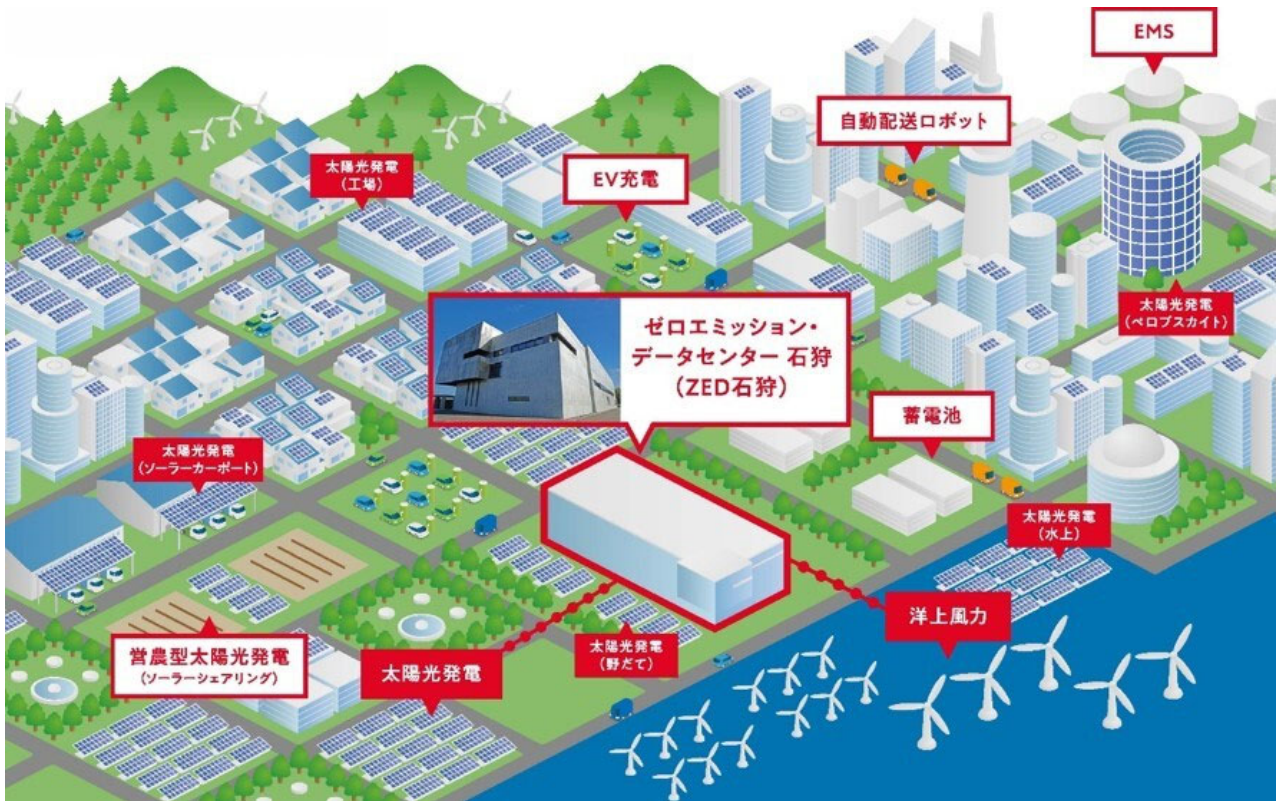 EMS
自動配送ロボット
太陽光発電
(工場)
EV充電
太陽光発電
(ペロブスカイト)
ゼロエミッション・
データセンター 石狩
(ZED石狩)
蓄電池
太陽光発電
(ソーラーカーポート)
太陽光発電
(水上)
洋上風力
営農型太陽光発電
(ソーラーシェアリング)
太陽光発電
太陽光発電
(野だて)